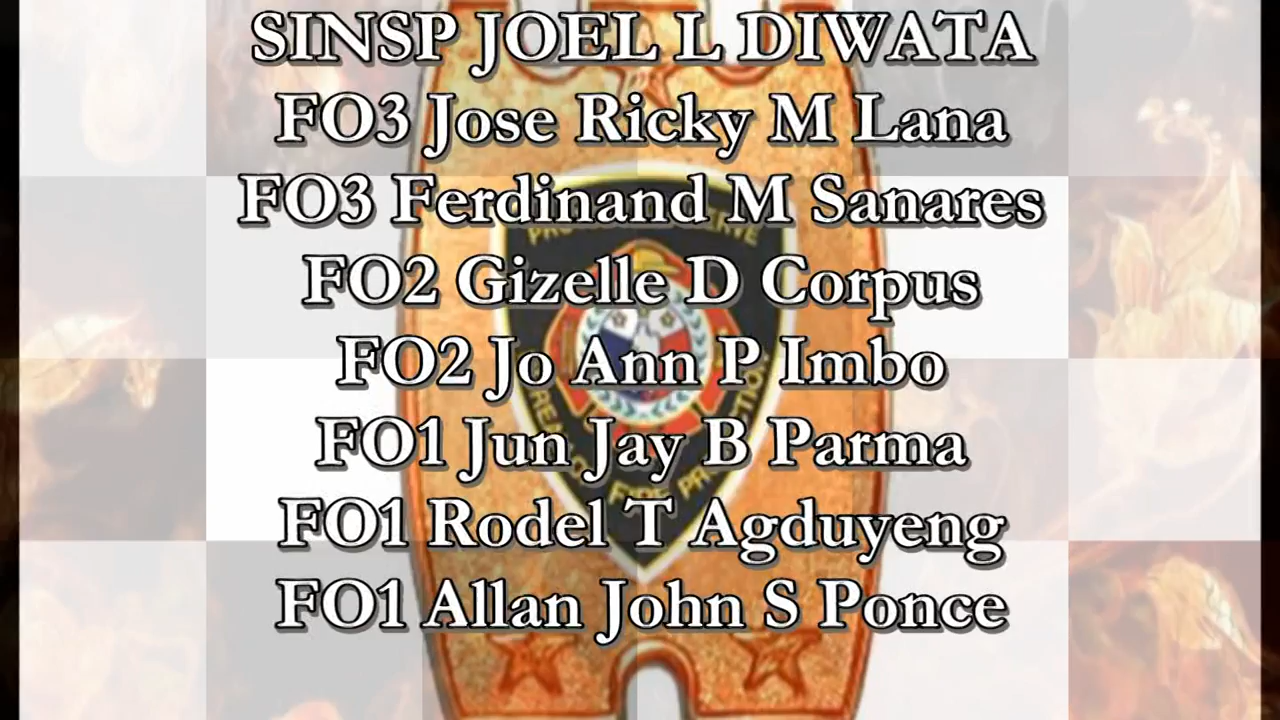 SINSP JOEL L DIWATA
FO3 Jose Ricky M Lana
FO3 Ferdinand M Sanares
FO2 Gizelle D Corpus
FO2 Jo Ann P Imbo
FO1 Jun Jay B Parma
FO1 Rodel T Agduyeng
FO1 Allan John S Ponce